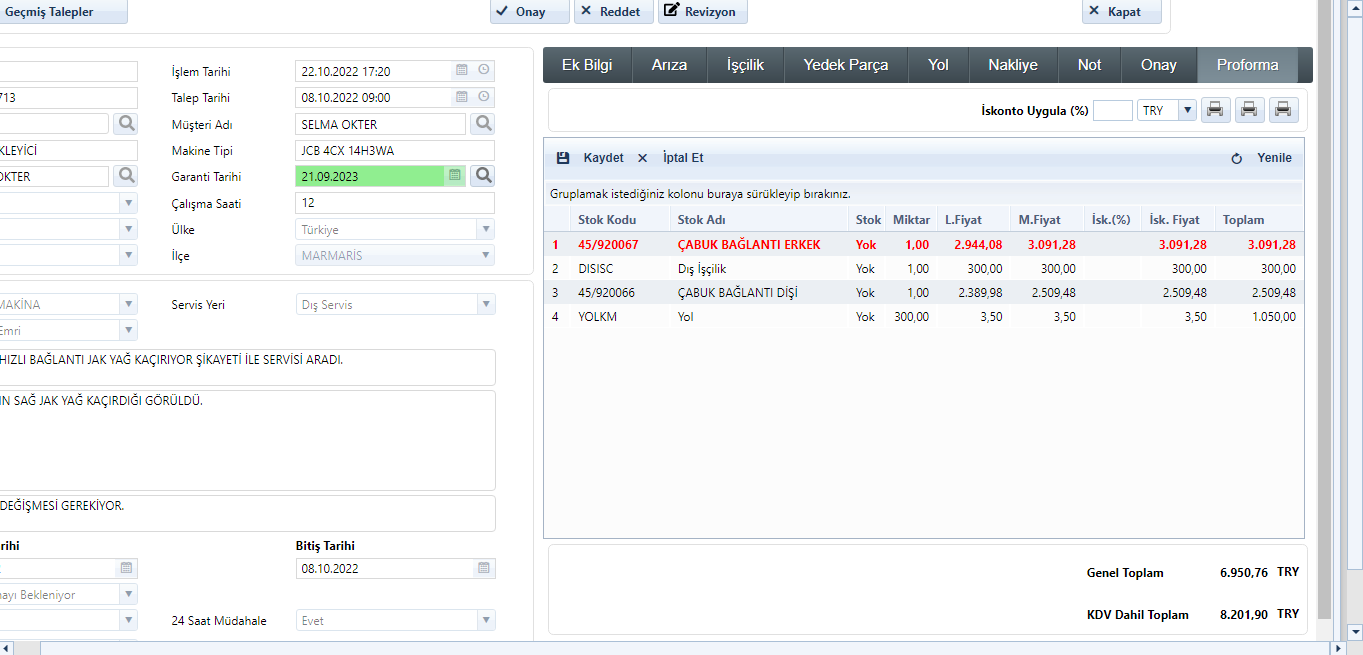 Geçmiş Talepler
Onay
Reddet
Revizyon
Kapat
İşlem Tarihi 22.10.2022 17:20
713 Talep Tarihi 08.10.2022 09:00
Müşteri Adı SELMA OKTER
KLEYİCİ Makine Tipi JCB 4CX 14H3WA
OKTER Garanti Tarihi 21.09.2023
Çalışma Saati 12
Ülke Türkiye
İlçe MARMARİS
MAKİNA Servis Yeri Dış Servis
Emri
HIZLI BAĞLANTI JAK YAĞ KAÇIRIYOR ŞİKAYETİ İLE SERVİSİ ARADI.
IN SAĞ JAK YAĞ KAÇIRDIĞI GÖRÜLDÜ.
DEĞİŞMESİ GEREKİYOR.
rihi Bitiş Tarihi
08.10.2022
nayı Bekleniyor
24 Saat Müdahale Evet
Ek Bilgi Arıza İşçilik Yedek Parça Yol Nakliye Not Onay Proforma
İskonto Uygula (%) TRY
Kaydet İptal Et Yenile
Gruplamak istediğiniz kolonu buraya sürükleyip bırakınız.
Stok Kodu Stok Adı Stok Miktar L.Fiyat M.Fiyat İsk.(%) İsk. Fiyat Toplam
1 45/920067 ÇABUK BAĞLANTI ERKEK Yok 1,00 2.944,08 3.091,28 3.091,28 3.091,28
2 DISISC Dış İşçilik Yok 1,00 300,00 300,00 300,00 300,00
3 45/920066 ÇABUK BAĞLANTI DİŞİ Yok 1,00 2.389,98 2.509,48 2.509,48 2.509,48
4 YOLKM Yol Yok 300,00 3,50 3,50 3,50 1.050,00
Genel Toplam 6.950,76 TRY
KDV Dahil Toplam 8.201,90 TRY